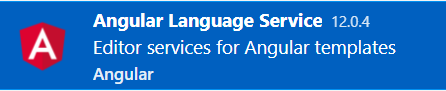 Angular Language Service 12.0.4
Editor services for Angular templates
Angular